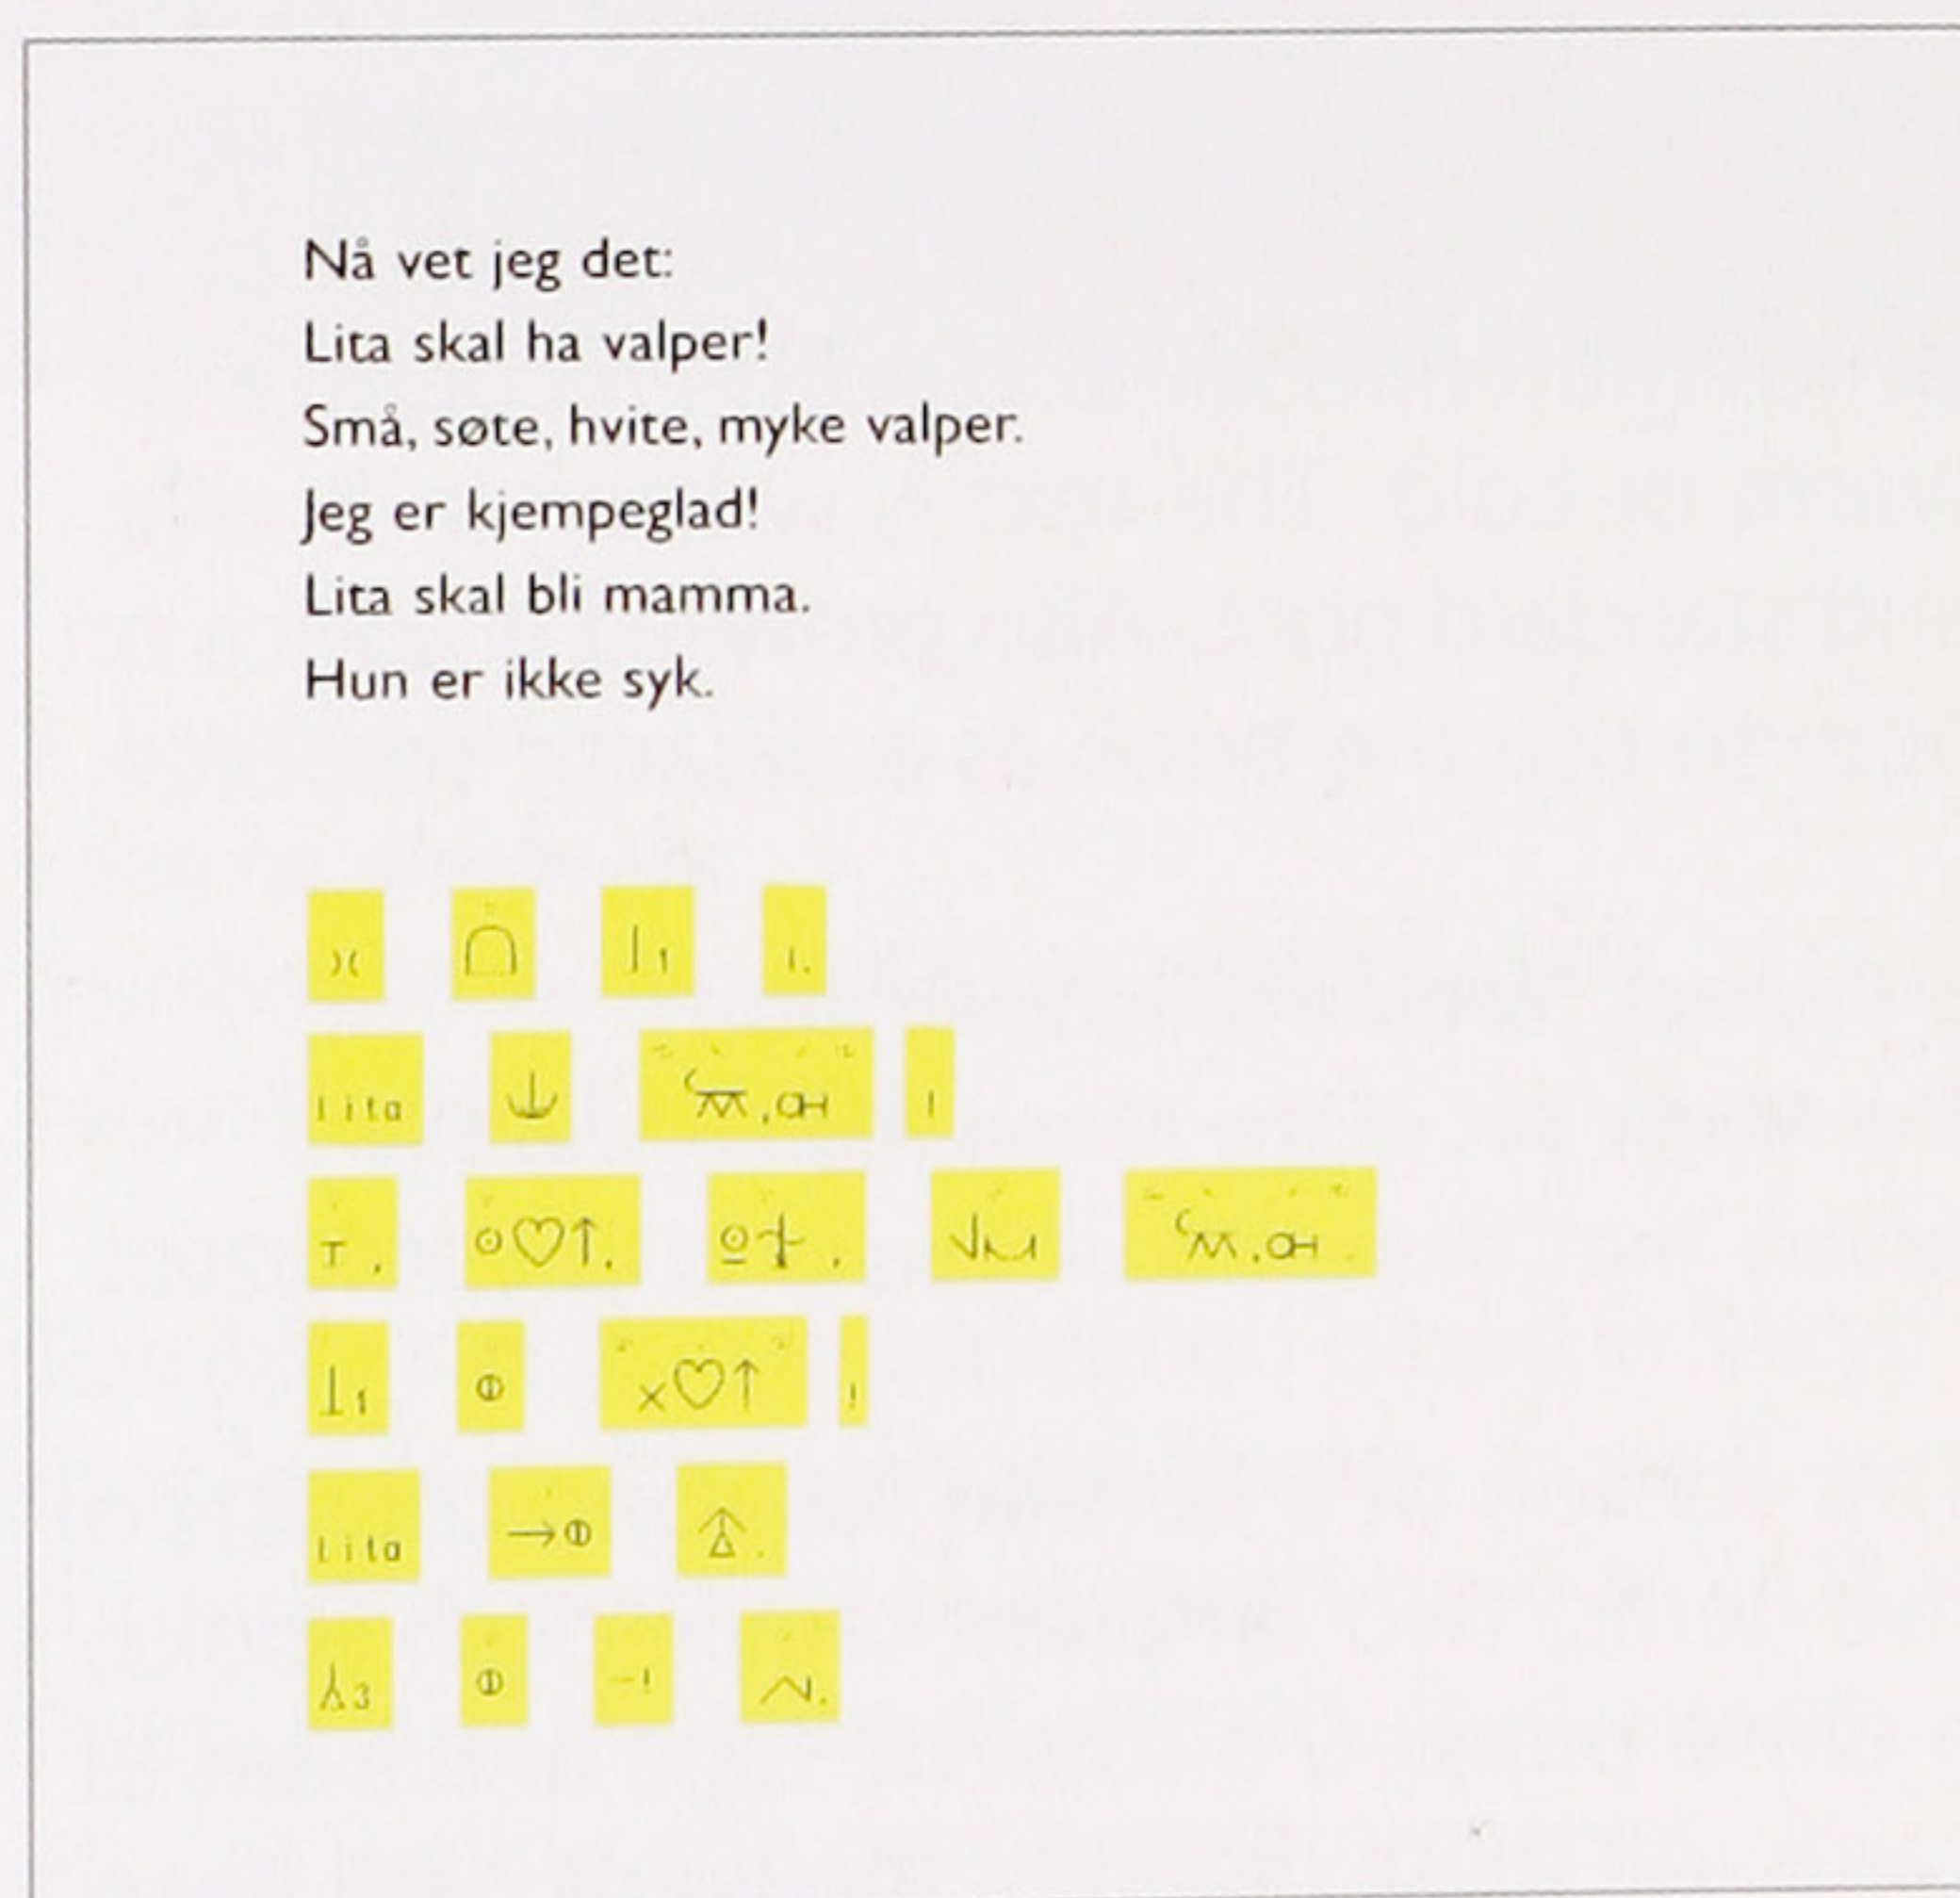 Nå vet jeg det:
Lita skal ha valper!
Små, søte, hvite, myke valper.
Jeg er kjempeglad!
Lita skal bli mamma.
Hun er ikke syk.
lita !
!
lita